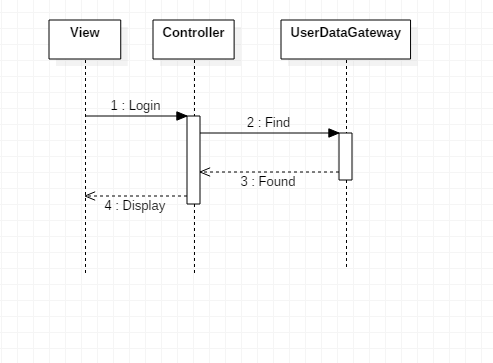 View
Controller
UserDataGateway
1 : Login
2 : Find
3 : Found
4 : Display